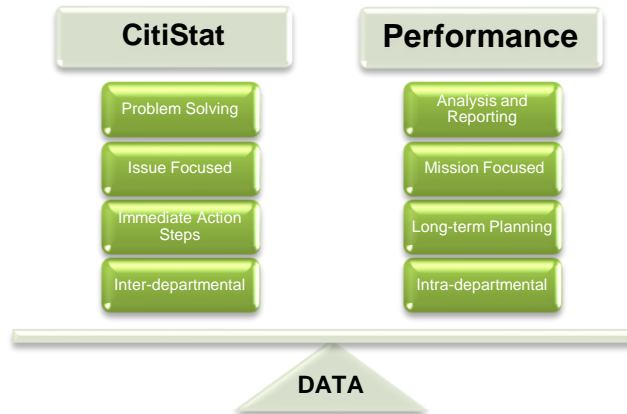 CitiStat
Performance
Problem Solving
Analysis and
Reporting
Issue Focused
Mission Focused
Immediate Action
Steps
Long-term Planning
Inter-departmental
Intra-departmental
DATA